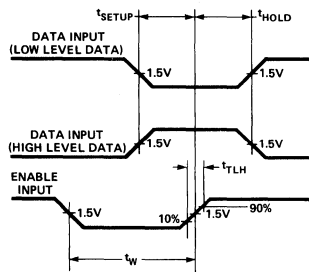 tSETUP
tHOLD
DATA INPUT
(LOW LEVEL DATA)
1.5V
1.5V
DATA INPUT
(HIGH LEVEL DATA)
1.5V
1.5V
tTLH
ENABLE
INPUT
1.5V
10%
1.5V
90%
tW